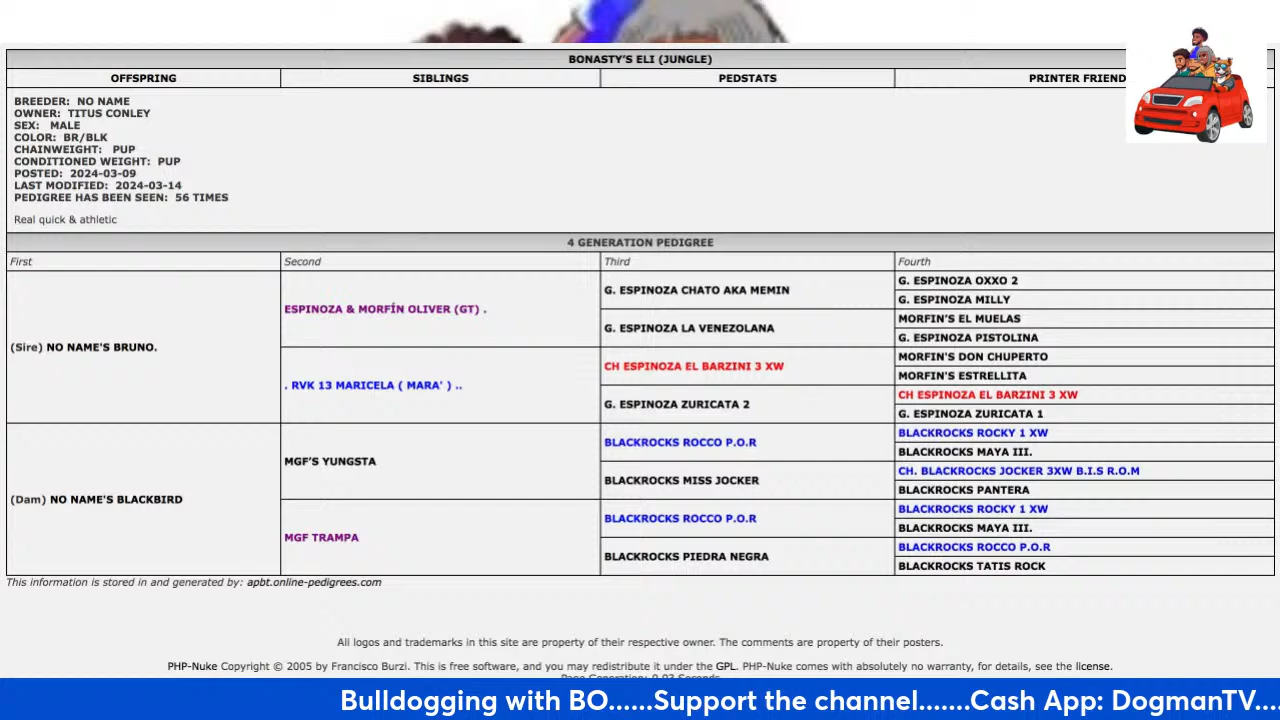 BONASTY'S ELI (JUNGLE)
OFFSPRING SIBLINGS PEDSTATS PRINTER FRIEND
BREEDER: NO NAME
OWNER: TITUS CONLEY
SEX: MALE
COLOR: BR/BLK
CHAINWEIGHT: PUP
CONDITIONED WEIGHT: PUP
POSTED: 2024-03-09
LAST MODIFIED: 2024-03-14
PEDIGREE HAS BEEN SEEN: 56 TIMES
Real quick & athletic
4 GENERATION PEDIGREE
First Second Third Fourth
(Sire) NO NAME'S BRUNO.
ESPINOZA & MORFÍN OLIVER (GT) .
G. ESPINOZA CHATO AKA MEMIN
G. ESPINOZA OXXO 2
G. ESPINOZA MILLY
G. ESPINOZA LA VENEZOLANA
MORFIN'S EL MUELAS
G. ESPINOZA PISTOLINA
. RVK 13 MARICELA ( MARA' ) ..
CH ESPINOZA EL BARZINI 3 XW
MORFIN'S DON CHUPERTO
MORFIN'S ESTRELLITA
G. ESPINOZA ZURICATA 2
CH ESPINOZA EL BARZINI 3 XW
G. ESPINOZA ZURICATA 1
(Dam) NO NAME'S BLACKBIRD
MGF'S YUNGSTA
BLACKROCKS ROCCO P.O.R
BLACKROCKS ROCKY 1 XW
BLACKROCKS MAYA III.
BLACKROCKS MISS JOCKER
CH. BLACKROCKS JOCKER 3XW B.I.S R.O.M
BLACKROCKS PANTERA
MGF TRAMPA
BLACKROCKS ROCCO P.O.R
BLACKROCKS ROCKY 1 XW
BLACKROCKS MAYA III.
BLACKROCKS PIEDRA NEGRA
BLACKROCKS ROCCO P.O.R
BLACKROCKS TATIS ROCK
This information is stored in and generated by: apbt.online-pedigrees.com
All logos and trademarks in this site are property of their respective owner. The comments are property of their posters.
PHP-Nuke Copyright © 2005 by Francisco Burzi. This is free software, and you may redistribute it under the GPL. PHP-Nuke comes with absolutely no warranty, for details, see the license.
Page Generation: 0.03 Seconds
Bulldogging with BO......Support the channel.......Cash App: DogmanTV....